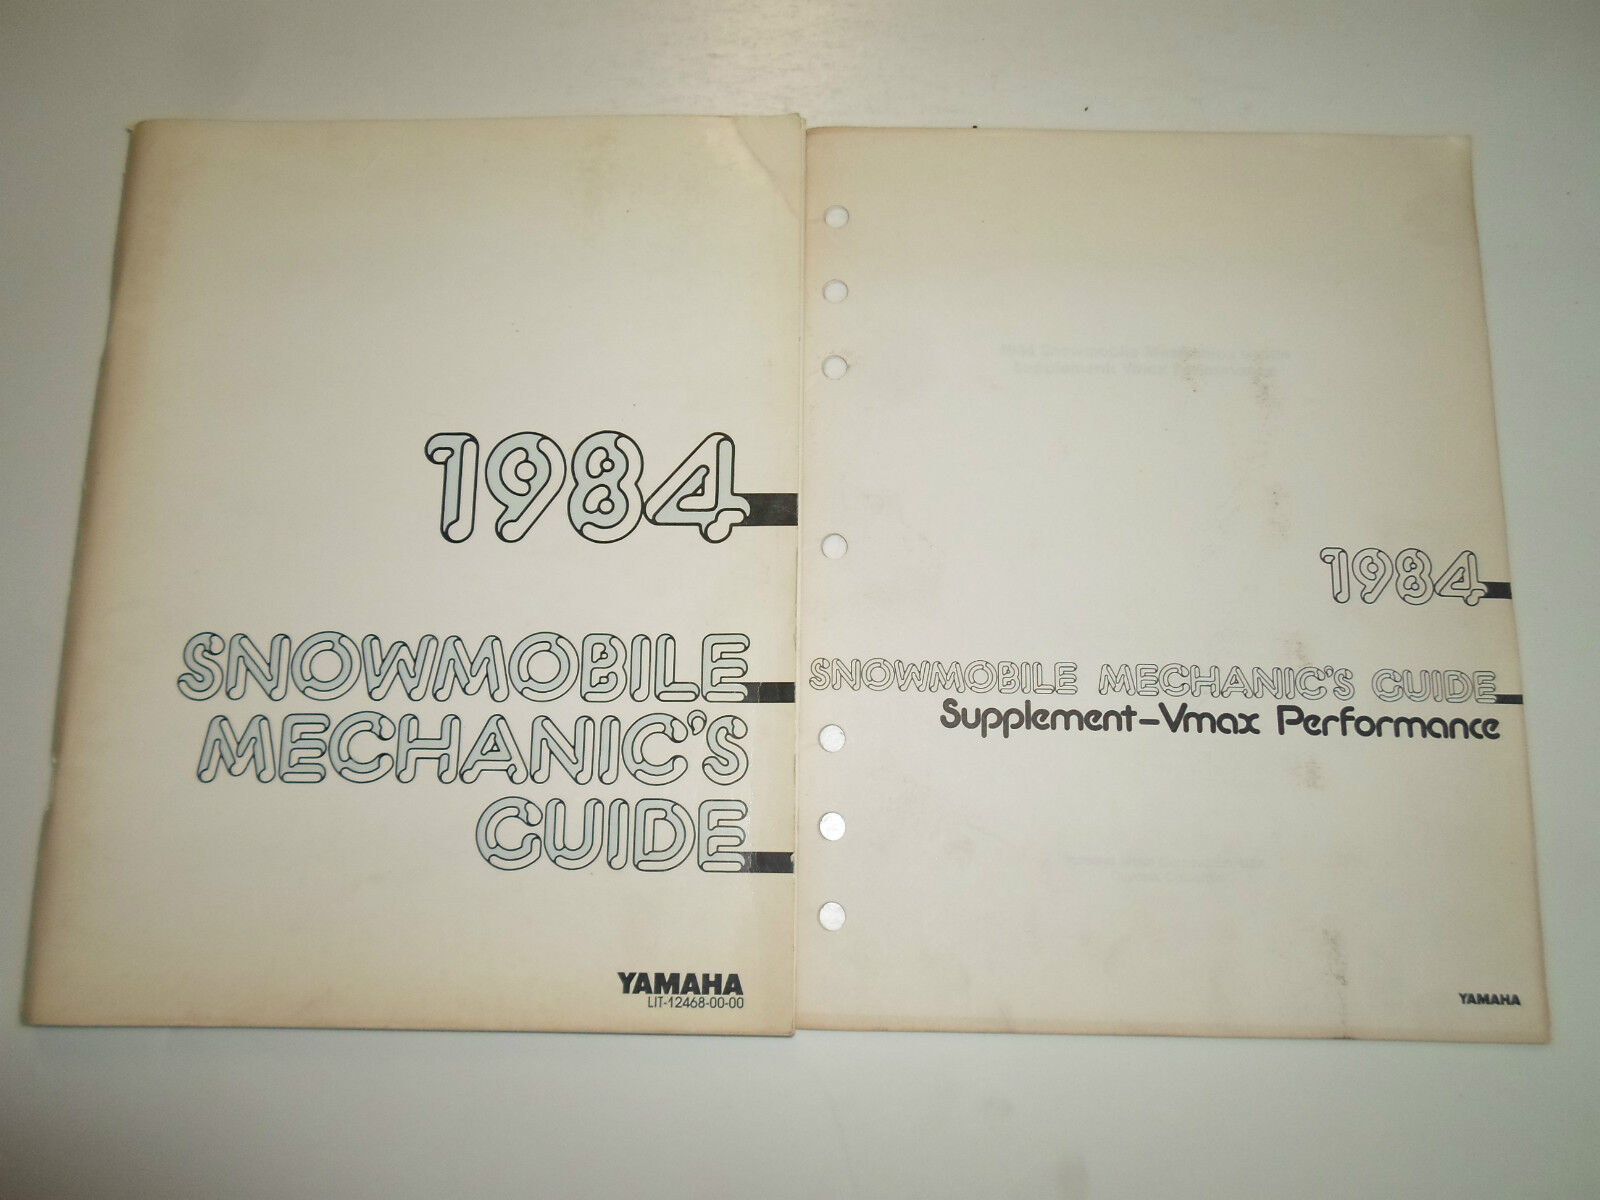 1984
SNOWMOBILE
MECHANIC'S
GUIDE
YAMAHA
LIT-12468-00-00
1984
SNOWMOBILE MECHANIC'S GUIDE
Supplement-Vmax Performance
YAMAHA